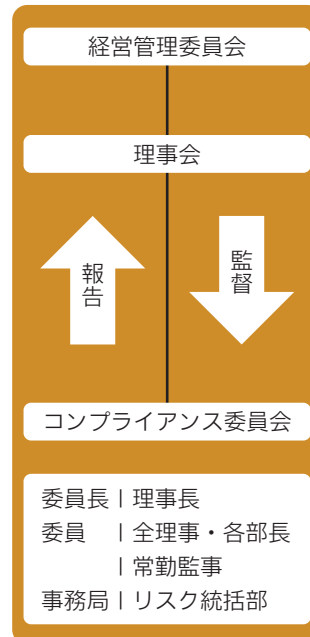 経営管理委員会
理事会
報告
監督
コンプライアンス委員会
委員長 | 理事長
委員 | 全理事・各部長
| 常勤監事
事務局 | リスク統括部